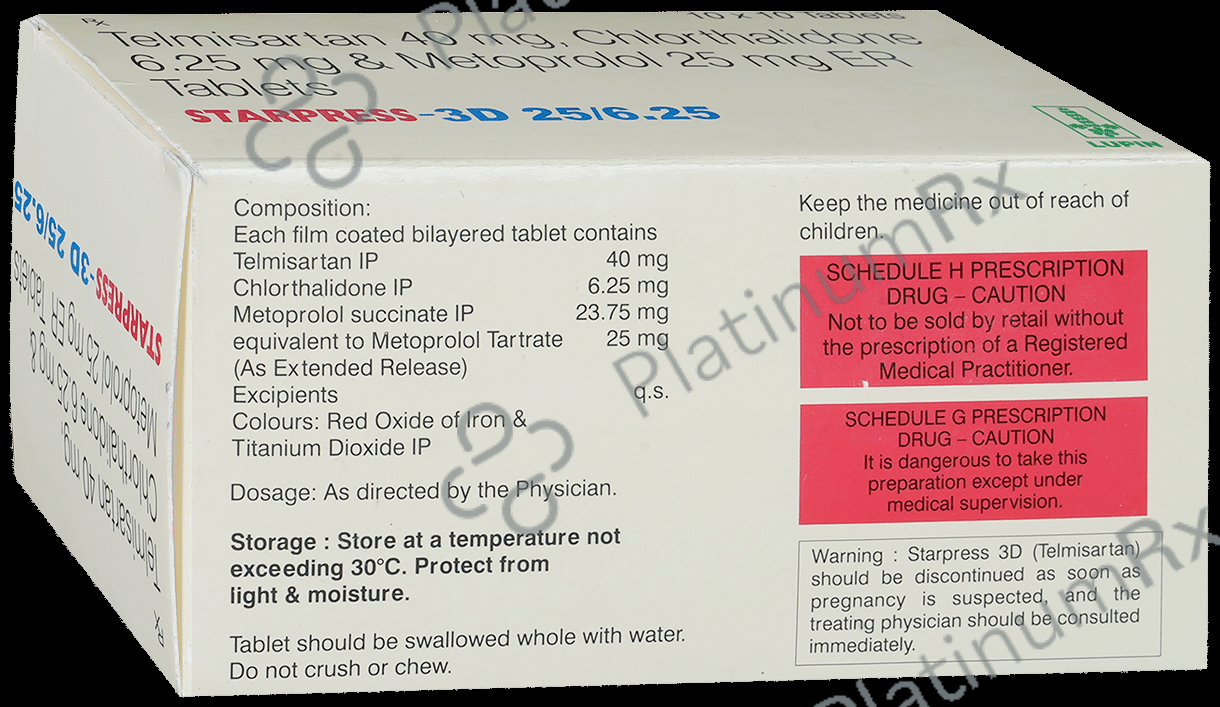 Rx
10 x 10 Tablets
Telmisartan 40 mg, Chlorthalidone
6.25 mg & Metoprolol 25 mg ER
Tablets
STARPRESS-3D 25/6.25
LUPIN
STARPRESS-3D 25/6.25
Rx
Telmisartan 40 mg
Chlorthalidone 6.25 mg &
Metoprolol 25 mg ER Tablets
Composition:
Each film coated bilayered tablet contains
Telmisartan IP 40 mg
Chlorthalidone IP 6.25 mg
Metoprolol succinate IP 23.75 mg
equivalent to Metoprolol Tartrate 25 mg
(As Extended Release)
Excipients q.s.
Colours: Red Oxide of Iron &
Titanium Dioxide IP
Dosage: As directed by the Physician.
Storage : Store at a temperature not
exceeding 30°C. Protect from
light & moisture.
Tablet should be swallowed whole with water.
Do not crush or chew.
Keep the medicine out of reach of
children.
SCHEDULE H PRESCRIPTION
DRUG – CAUTION
Not to be sold by retail without
the prescription of a Registered
Medical Practitioner.
SCHEDULE G PRESCRIPTION
DRUG – CAUTION
It is dangerous to take this
preparation except under
medical supervision.
Warning : Starpress 3D (Telmisartan)
should be discontinued as soon as
pregnancy is suspected, and the
treating physician should be consulted
immediately.
PlatinumRx
PlatinumRx